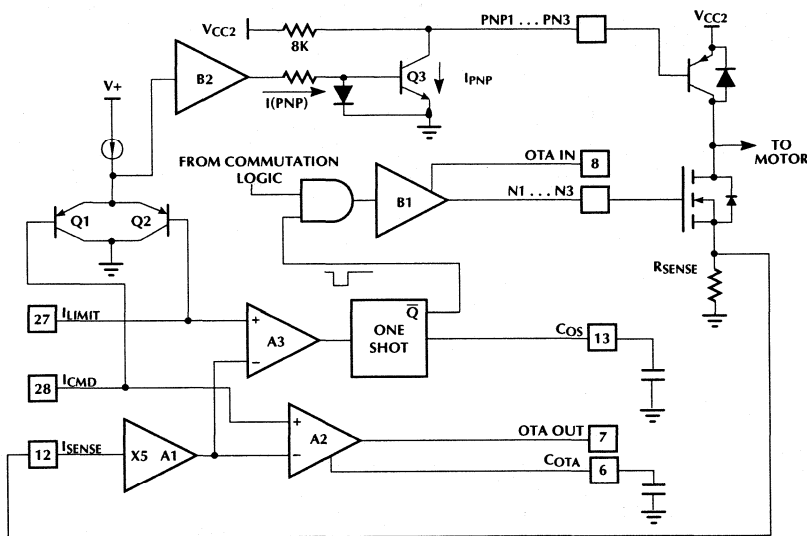 VCC2
8K
PNP1 . . . PN3
VCC2
B2
Q3
IPNP
V+
I(PNP)
TO
MOTOR
FROM COMMUTATION
LOGIC
OTA IN
8
B1
N1 . . . N3
Q1
Q2
RSENSE
27
ILIMIT
Q
A3
ONE
SHOT
COS
13
28
ICMD
12
ISENSE
X5 A1
A2
OTA OUT
7
COTA
6